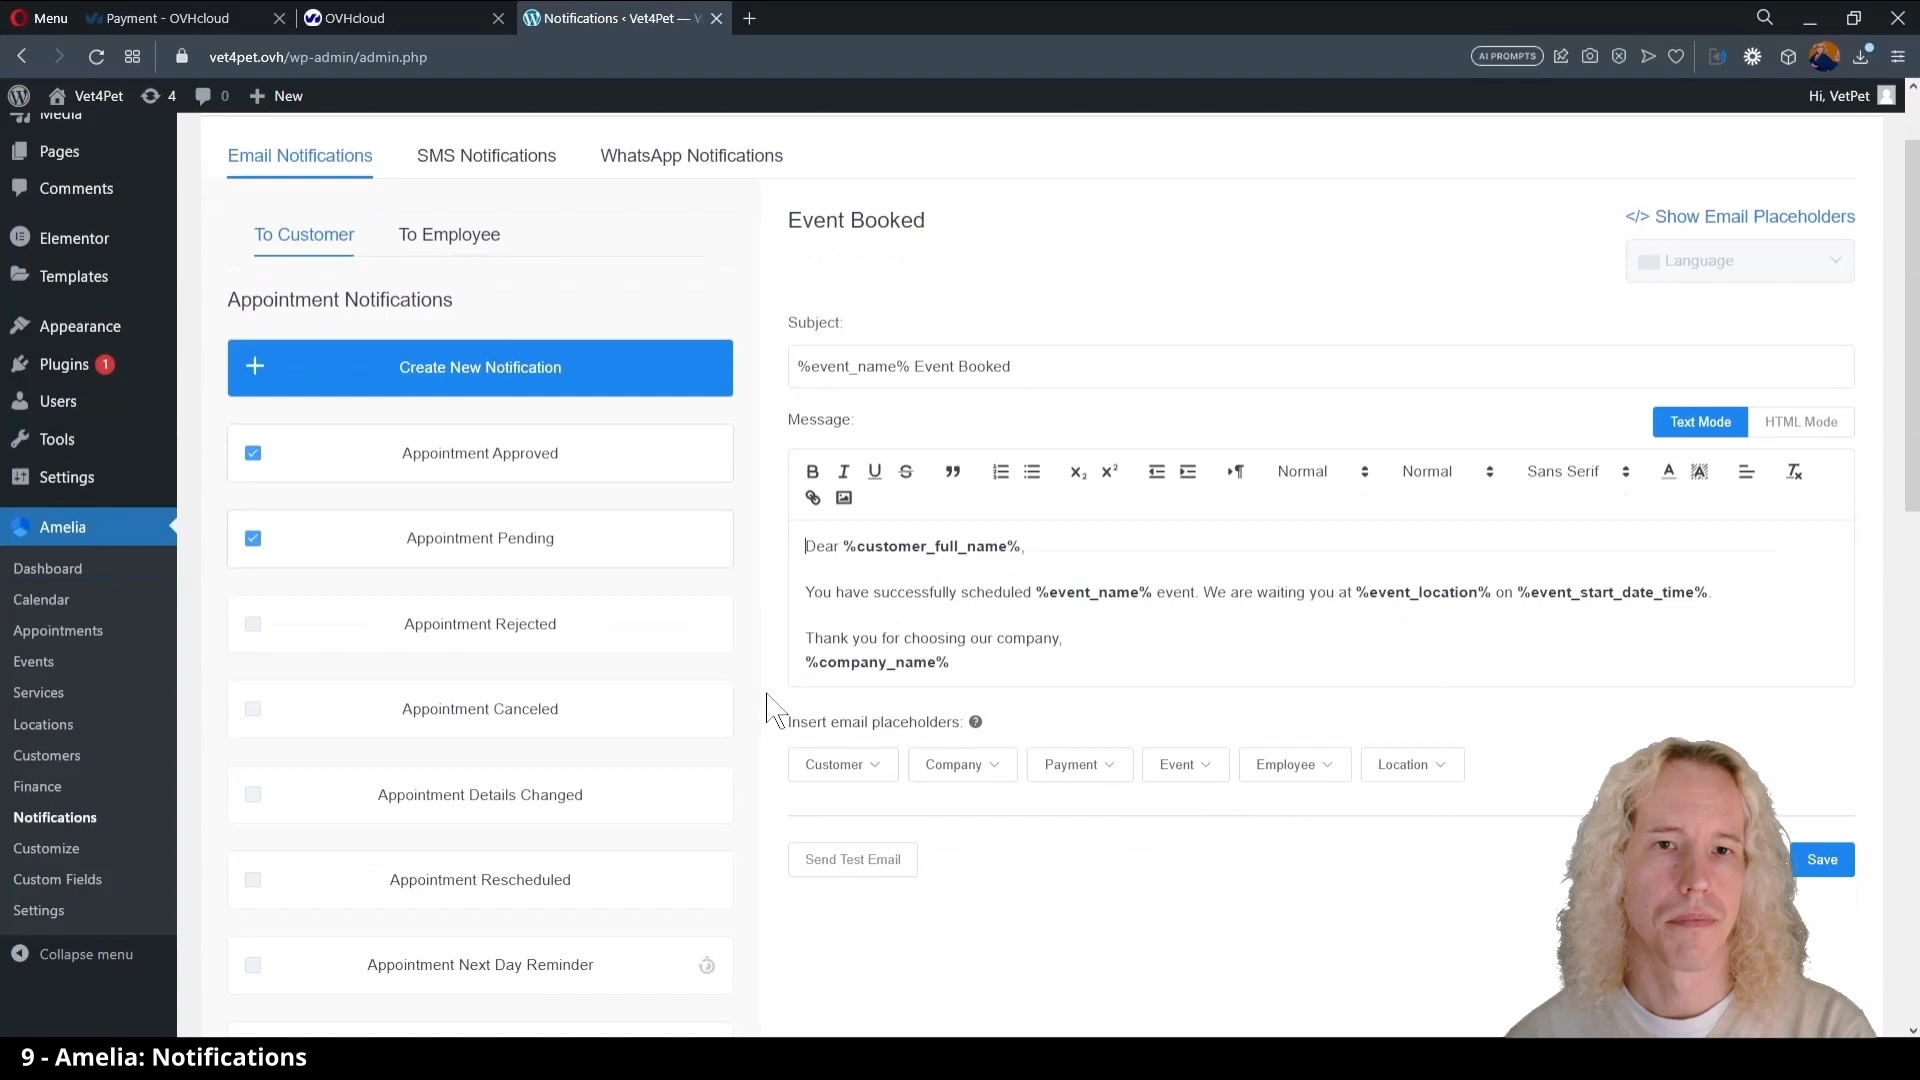 Menu
Payment - OVHcloud
OVHcloud
Notifications ‹ Vet4Pet —
vet4pet.ovh/wp-admin/admin.php
AI PROMPTS
Vet4Pet
4
0
New
Hi, VetPet
Media
Pages
Comments
Elementor
Templates
Appearance
Plugins 1
Users
Tools
Settings
Amelia
Dashboard
Calendar
Appointments
Events
Services
Locations
Customers
Finance
Notifications
Customize
Custom Fields
Settings
Collapse menu
Email Notifications
SMS Notifications
WhatsApp Notifications
To Customer
To Employee
Appointment Notifications
Create New Notification
Appointment Approved
Appointment Pending
Appointment Rejected
Appointment Canceled
Appointment Details Changed
Appointment Rescheduled
Appointment Next Day Reminder
Event Booked
</> Show Email Placeholders
Language
Subject:
%event_name% Event Booked
Message:
Text Mode
HTML Mode
Normal
Normal
Sans Serif
Dear %customer_full_name%,
You have successfully scheduled %event_name% event. We are waiting you at %event_location% on %event_start_date_time%.
Thank you for choosing our company,
%company_name%
Insert email placeholders:
Customer
Company
Payment
Event
Employee
Location
Send Test Email
Save
9 - Amelia: Notifications